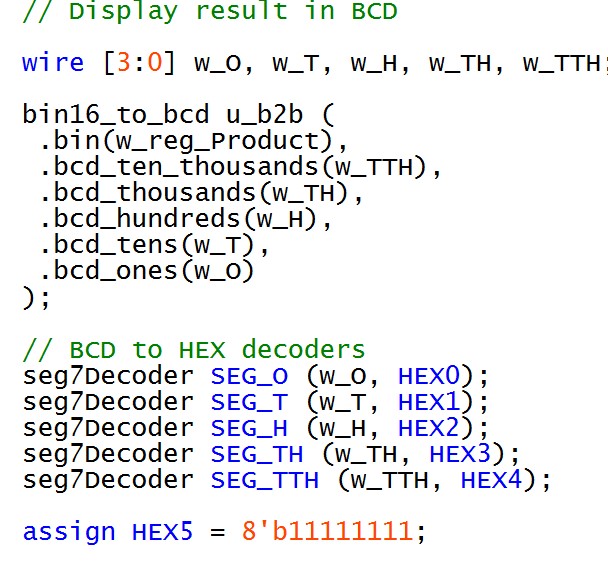 // Display result in BCD
wire [3:0] w_O, w_T, w_H, w_TH, w_TTH;
bin16_to_bcd u_b2b (
.bin(w_reg_Product),
.bcd_ten_thousands(w_TTH),
.bcd_thousands(w_TH),
.bcd_hundreds(w_H),
.bcd_tens(w_T),
.bcd_ones(w_O)
);
// BCD to HEX decoders
seg7Decoder SEG_O (w_O, HEX0);
seg7Decoder SEG_T (w_T, HEX1);
seg7Decoder SEG_H (w_H, HEX2);
seg7Decoder SEG_TH (w_TH, HEX3);
seg7Decoder SEG_TTH (w_TTH, HEX4);
assign HEX5 = 8'b11111111;